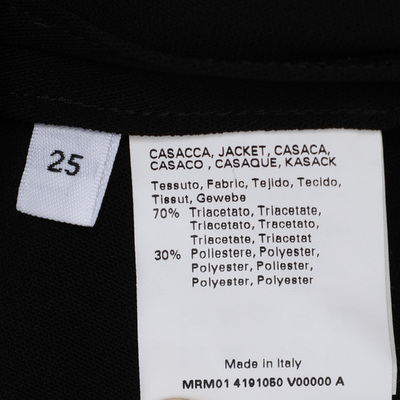 25
CASACCA, JACKET, CASACA,
CASACO , CASAQUE, KASACK
Tessuto, Fabric, Tejido, Tecido,
Tissut, Gewebe
70% Triacetato, Triacetate,
Triacetato, Tracetato,
Triacetate, Triacetat
30% Poliestere, Polyester,
Polyester, Poliester,
Polyester, Polyester
Made in Italy
MRM01 4191050 V00000 A